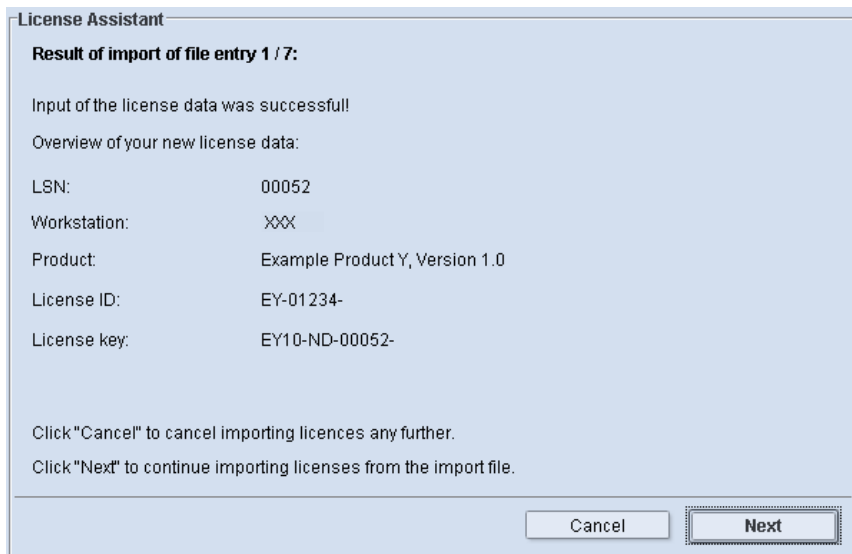 License Assistant
Result of import of file entry 1 / 7:
Input of the license data was successful!
Overview of your new license data:
LSN: 00052
Workstation: XXX
Product: Example Product Y, Version 1.0
License ID: EY-01234-
License key: EY10-ND-00052-
Click "Cancel" to cancel importing licences any further.
Click "Next" to continue importing licenses from the import file.
Cancel Next